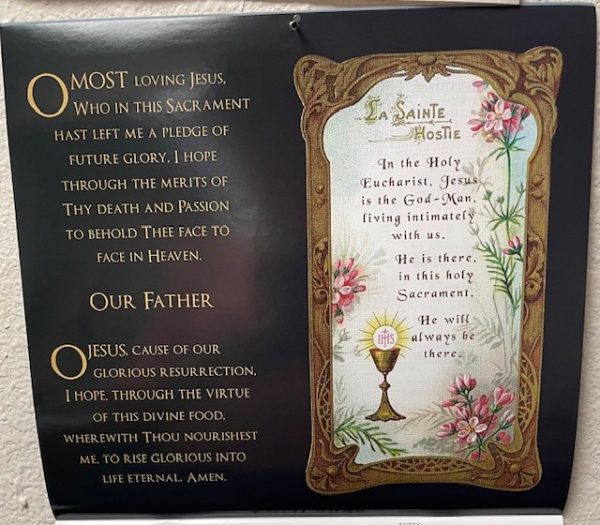 O MOST LOVING JESUS,
WHO IN THIS SACRAMENT
HAST LEFT ME A PLEDGE OF
FUTURE GLORY, I HOPE
THROUGH THE MERITS OF
THY DEATH AND PASSION
TO BEHOLD THEE FACE TO
FACE IN HEAVEN.
OUR FATHER
O JESUS, CAUSE OF OUR
GLORIOUS RESURRECTION,
I HOPE, THROUGH THE VIRTUE
OF THIS DIVINE FOOD,
WHEREWITH THOU NOURISHEST
ME, TO RISE GLORIOUS INTO
LIFE ETERNAL. AMEN.
La Sainte
Hostie
In the Holy
Eucharist, Jesus
is the God-Man,
living intimately
with us.
He is there,
in this holy
Sacrament,
He will
always be
there.
IHS